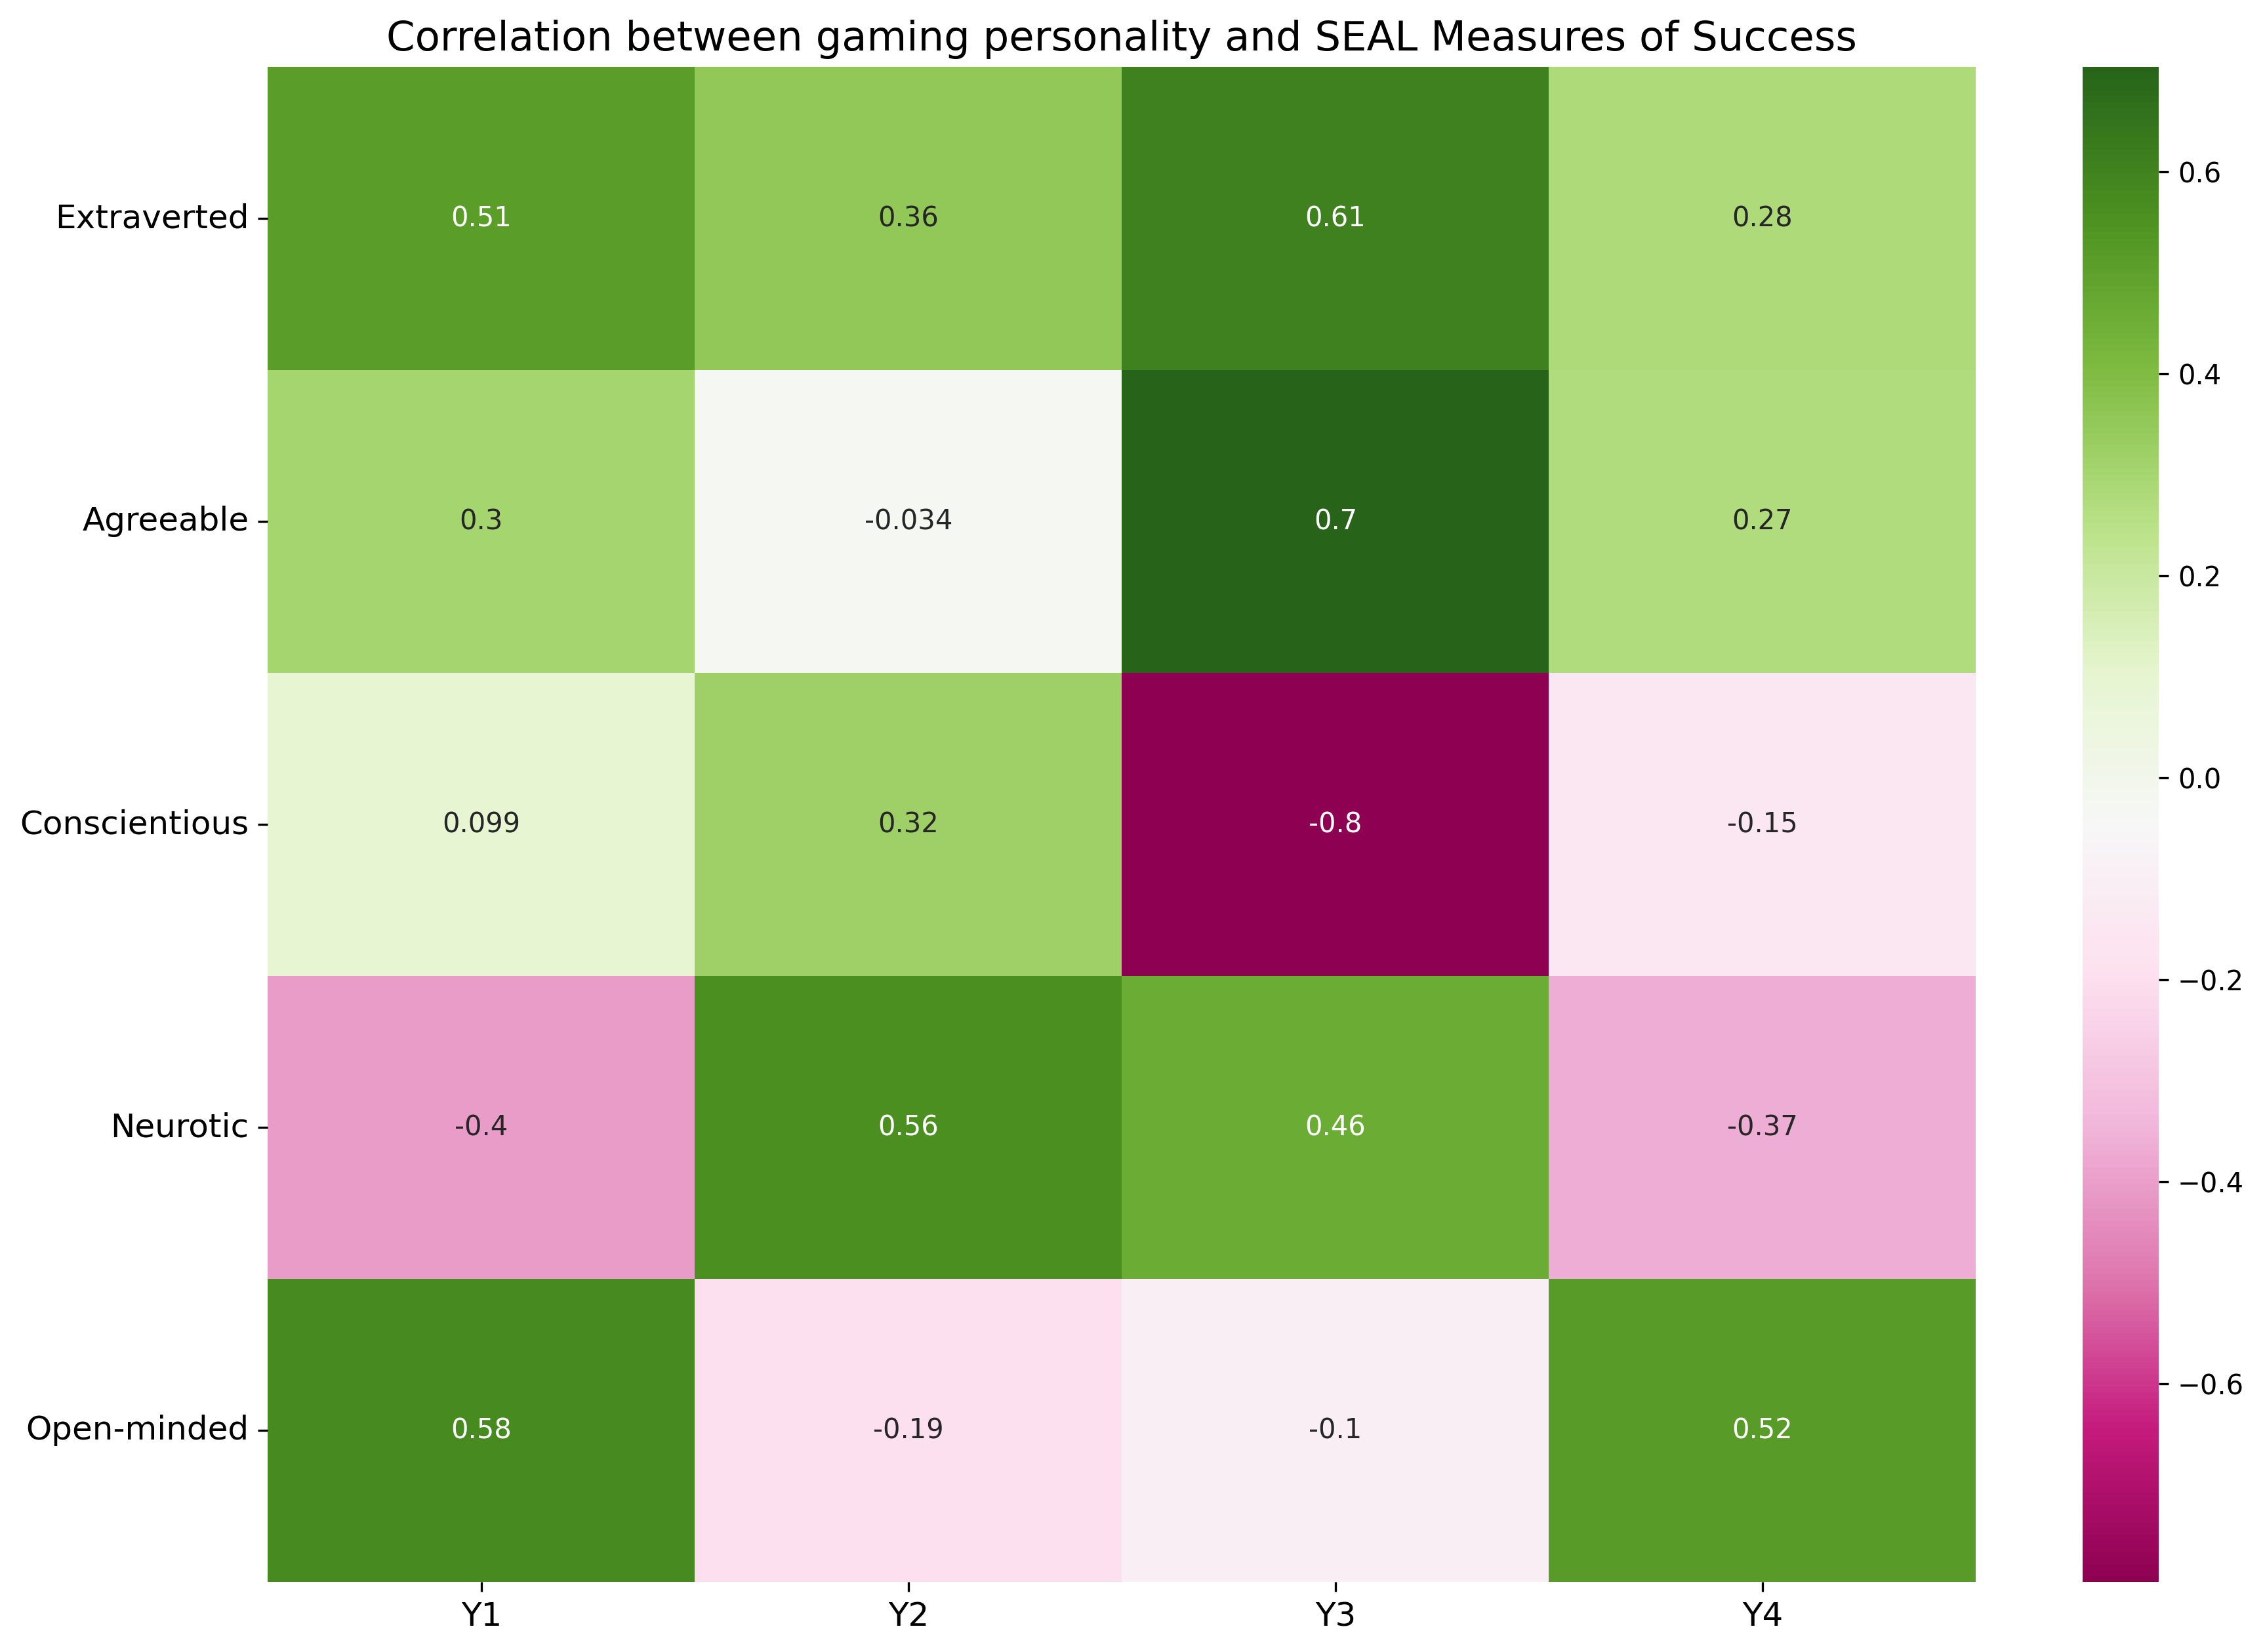 Correlation between gaming personality and SEAL Measures of Success
Extraverted 0.51 0.36 0.61 0.28
Agreeable 0.3 -0.034 0.7 0.27
Conscientious 0.099 0.32 -0.8 -0.15
Neurotic -0.4 0.56 0.46 -0.37
Open-minded 0.58 -0.19 -0.1 0.52
Y1 Y2 Y3 Y4
0.6
0.4
0.2
0.0
−0.2
−0.4
−0.6